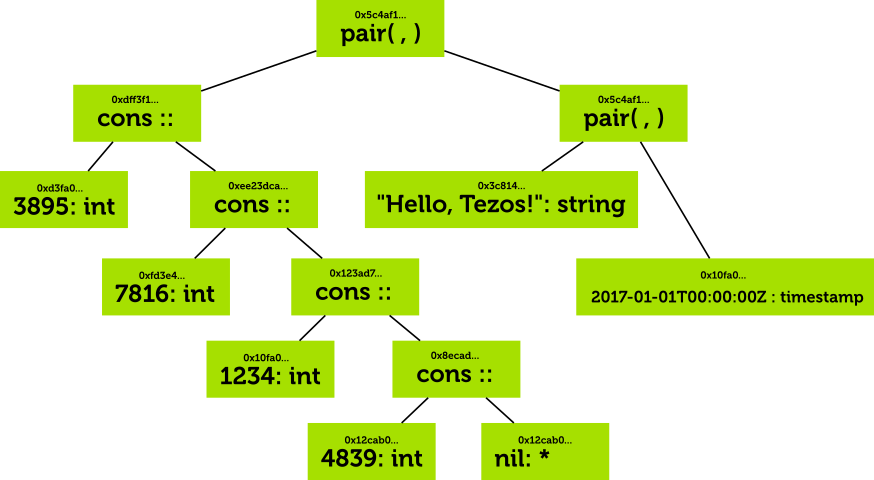 0x5c4af1...
pair( , )
0xdff3f1...
cons ::
0x5c4af1...
pair( , )
0xd3fa0...
3895: int
0xee23dca...
cons ::
0x3c814...
"Hello, Tezos!": string
0xfd3e4...
7816: int
0x123ad7...
cons ::
0x10fa0...
2017-01-01T00:00:00Z : timestamp
0x10fa0...
1234: int
0x8ecad...
cons ::
0x12cab0...
4839: int
0x12cab0...
nil: *